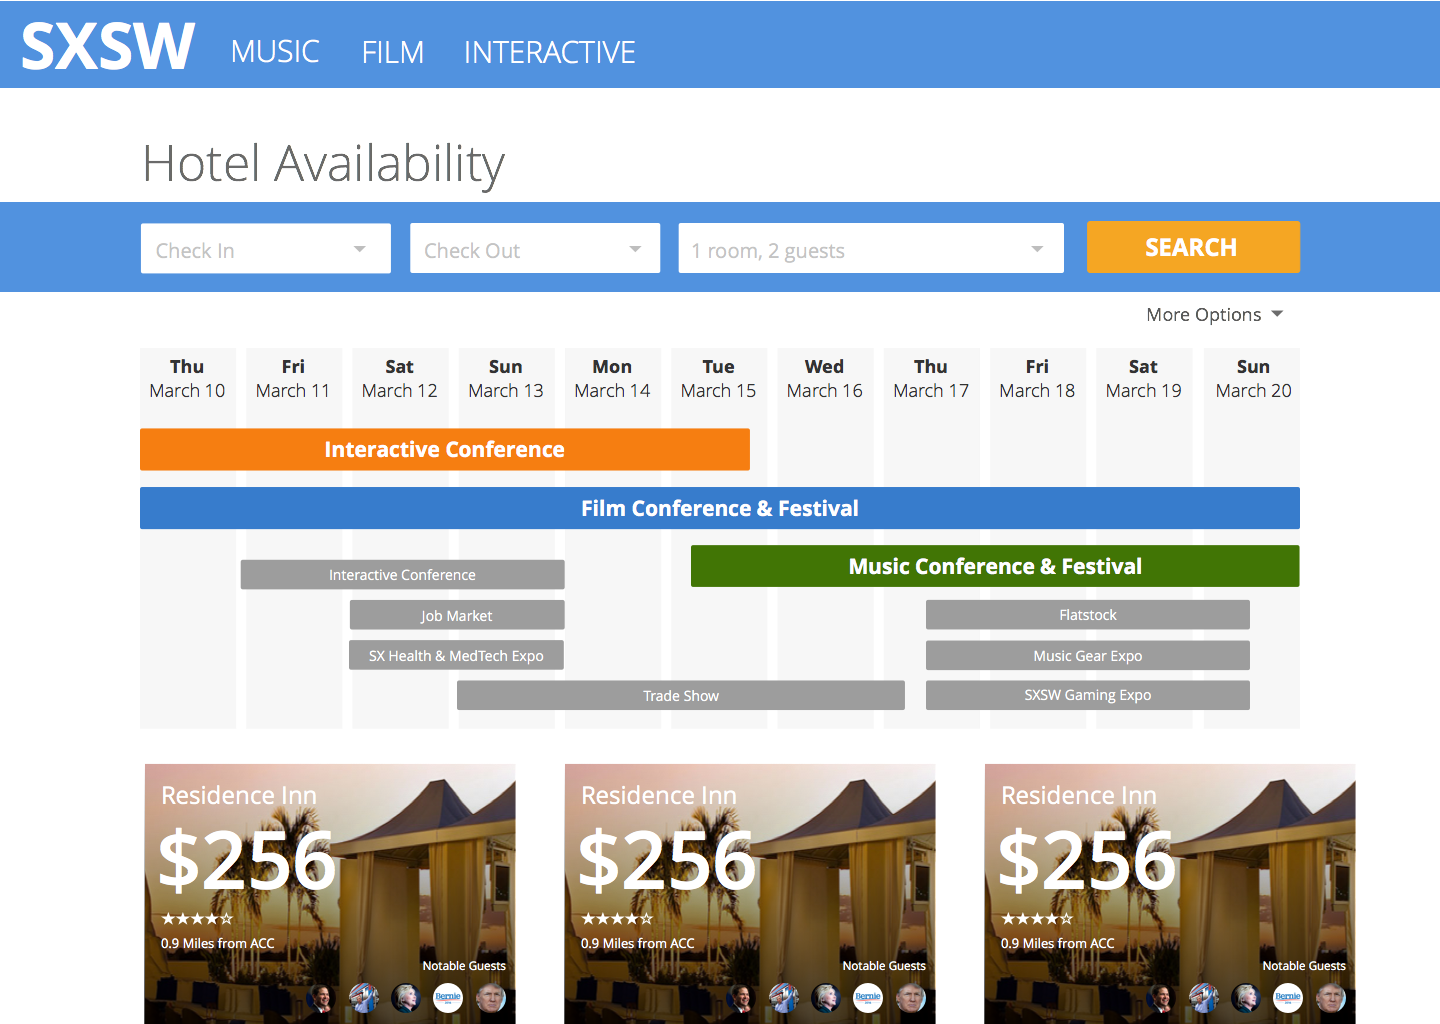 SXSW MUSIC FILM INTERACTIVE
Hotel Availability
Check In Check Out 1 room, 2 guests SEARCH
More Options
Thu Fri Sat Sun Mon Tue Wed Thu Fri Sat Sun
March 10 March 11 March 12 March 13 March 14 March 15 March 16 March 17 March 18 March 19 March 20
Interactive Conference
Film Conference & Festival
Music Conference & Festival
Interactive Conference
Job Market Flatstock
SX Health & MedTech Expo Music Gear Expo
Trade Show SXSW Gaming Expo
Residence Inn Residence Inn Residence Inn
$256 $256 $256
0.9 Miles from ACC 0.9 Miles from ACC 0.9 Miles from ACC
Notable Guests Notable Guests Notable Guests
Bernie Bernie Bernie